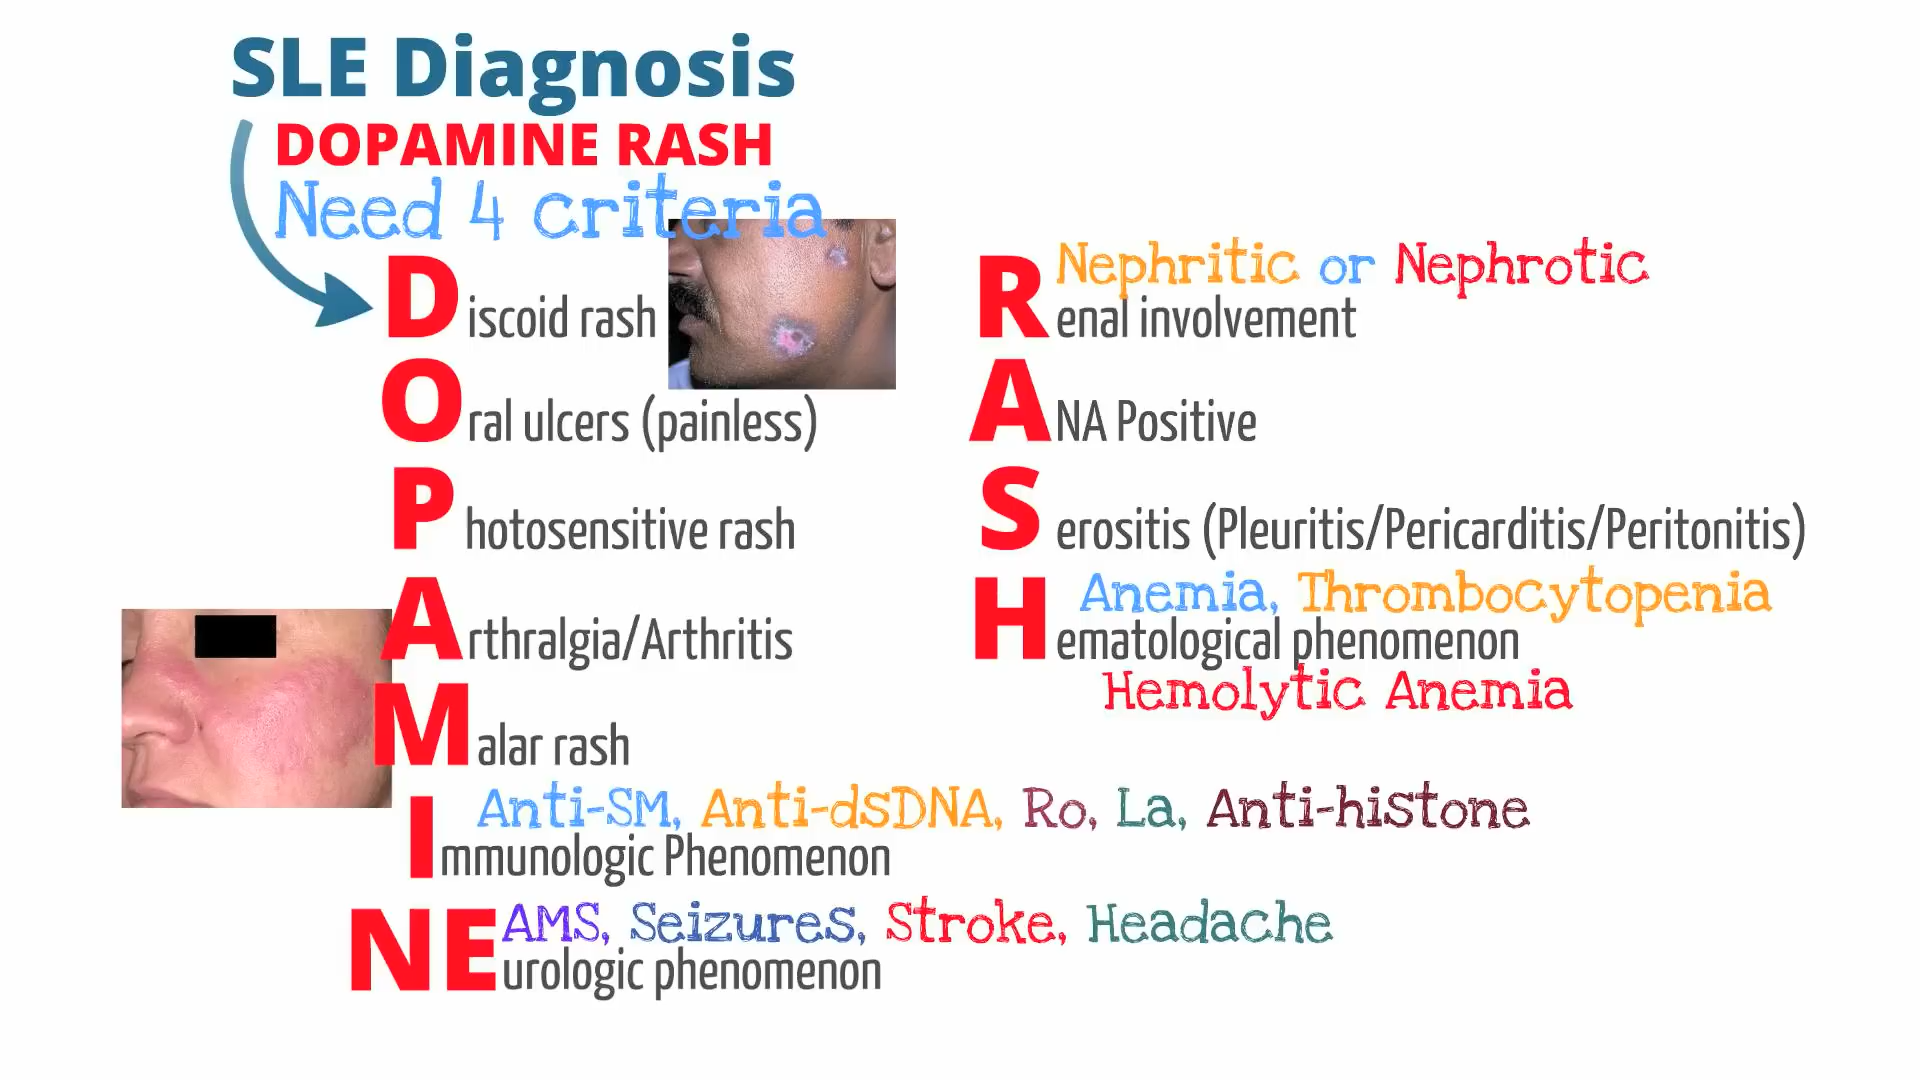 SLE Diagnosis
DOPAMINE RASH
Need 4 criteria
Discoid rash
Oral ulcers (painless)
Photosensitive rash
Arthralgia/Arthritis
Malar rash
Anti-SM, Anti-dsDNA, Ro, La, Anti-histone
Immunologic Phenomenon
AMS, Seizures, Stroke, Headache
NEurologic phenomenon
Nephritic or Nephrotic
Renal involvement
ANA Positive
Serositis (Pleuritis/Pericarditis/Peritonitis)
Anemia, Thrombocytopenia
Hematological phenomenon
Hemolytic Anemia